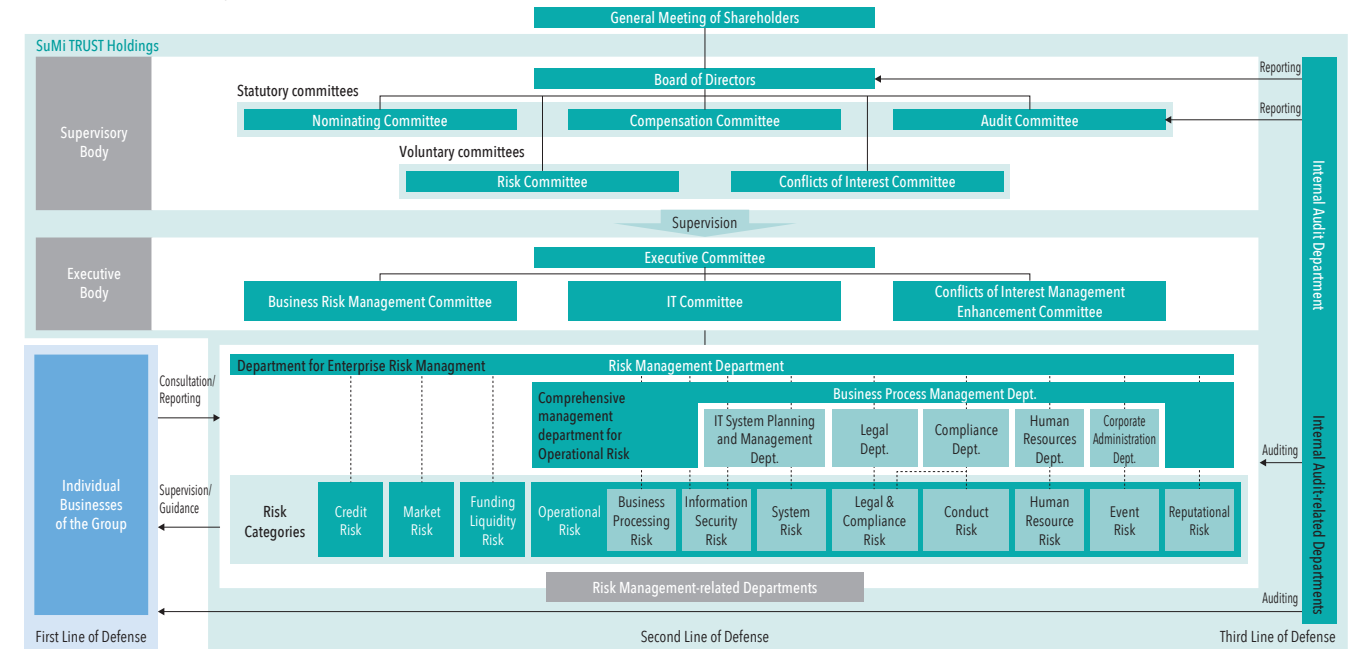 General Meeting of Shareholders
SuMi TRUST Holdings
Supervisory
Body
Board of Directors
Reporting
Statutory committees
Nominating Committee
Compensation Committee
Audit Committee
Reporting
Voluntary committees
Risk Committee
Conflicts of Interest Committee
Supervision
Executive
Body
Executive Committee
Business Risk Management Committee
IT Committee
Conflicts of Interest Management
Enhancement Committee
Internal Audit Department
Individual
Businesses
of the Group
Consultation/
Reporting
Supervision/
Guidance
Department for Enterprise Risk Managment
Risk Management Department
Comprehensive
management
department for
Operational Risk
Business Process Management Dept.
IT System Planning
and Management
Dept.
Legal
Dept.
Compliance
Dept.
Human
Resources
Dept.
Corporate
Administration
Dept.
Risk
Categories
Credit
Risk
Market
Risk
Funding
Liquidity
Risk
Operational
Risk
Business
Processing
Risk
Information
Security
Risk
System
Risk
Legal &
Compliance
Risk
Conduct
Risk
Human
Resource
Risk
Event
Risk
Reputational
Risk
Auditing
Internal Audit-related Departments
Risk Management-related Departments
Auditing
First Line of Defense
Second Line of Defense
Third Line of Defense